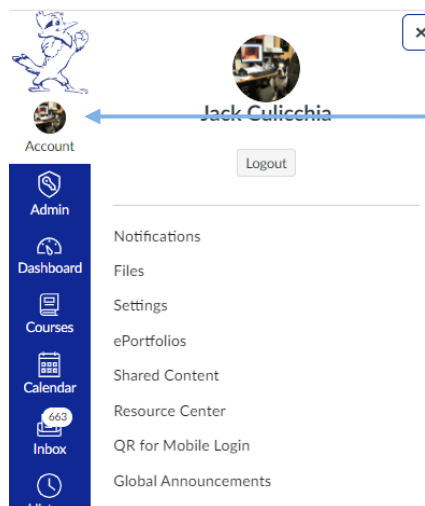 Jack Culicchia
Account
Logout
Admin
Notifications
Dashboard
Files
Courses
Settings
ePortfolios
Calendar
Shared Content
663
Resource Center
Inbox
QR for Mobile Login
Global Announcements